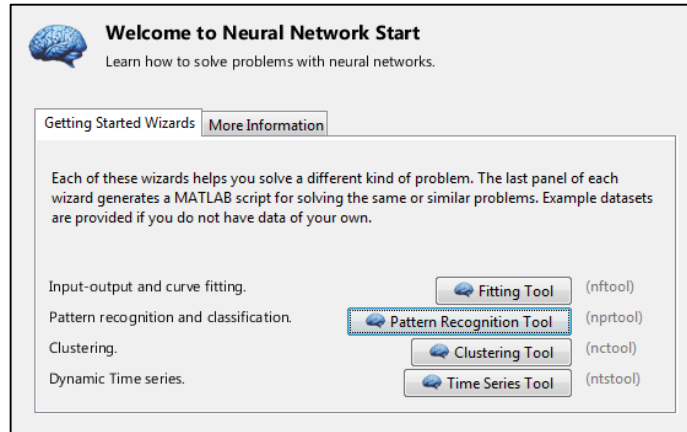 Welcome to Neural Network Start
Learn how to solve problems with neural networks.
Getting Started Wizards More Information
Each of these wizards helps you solve a different kind of problem. The last panel of each
wizard generates a MATLAB script for solving the same or similar problems. Example datasets
are provided if you do not have data of your own.
Input-output and curve fitting. Fitting Tool (nftool)
Pattern recognition and classification. Pattern Recognition Tool (nprtool)
Clustering. Clustering Tool (nctool)
Dynamic Time series. Time Series Tool (ntstool)